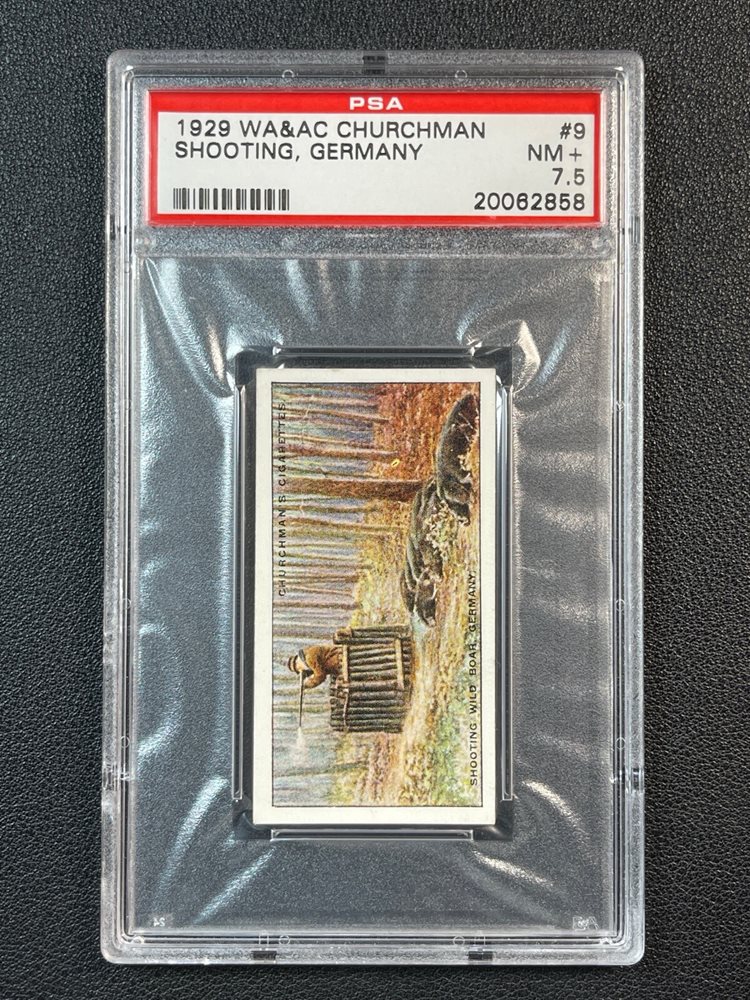 PSA
1929 WA&AC CHURCHMAN #9
SHOOTING, GERMANY NM+
7.5
20062858
CHURCHMAN'S CIGARETTES.
SHOOTING WILD BOAR, GERMANY.